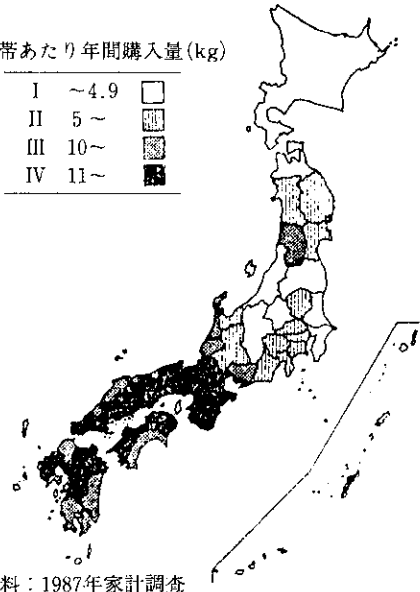 帯あたり年間購入量(kg)
I ~4.9
II 5~
III 10~
IV 11~
料：1987年家計調査